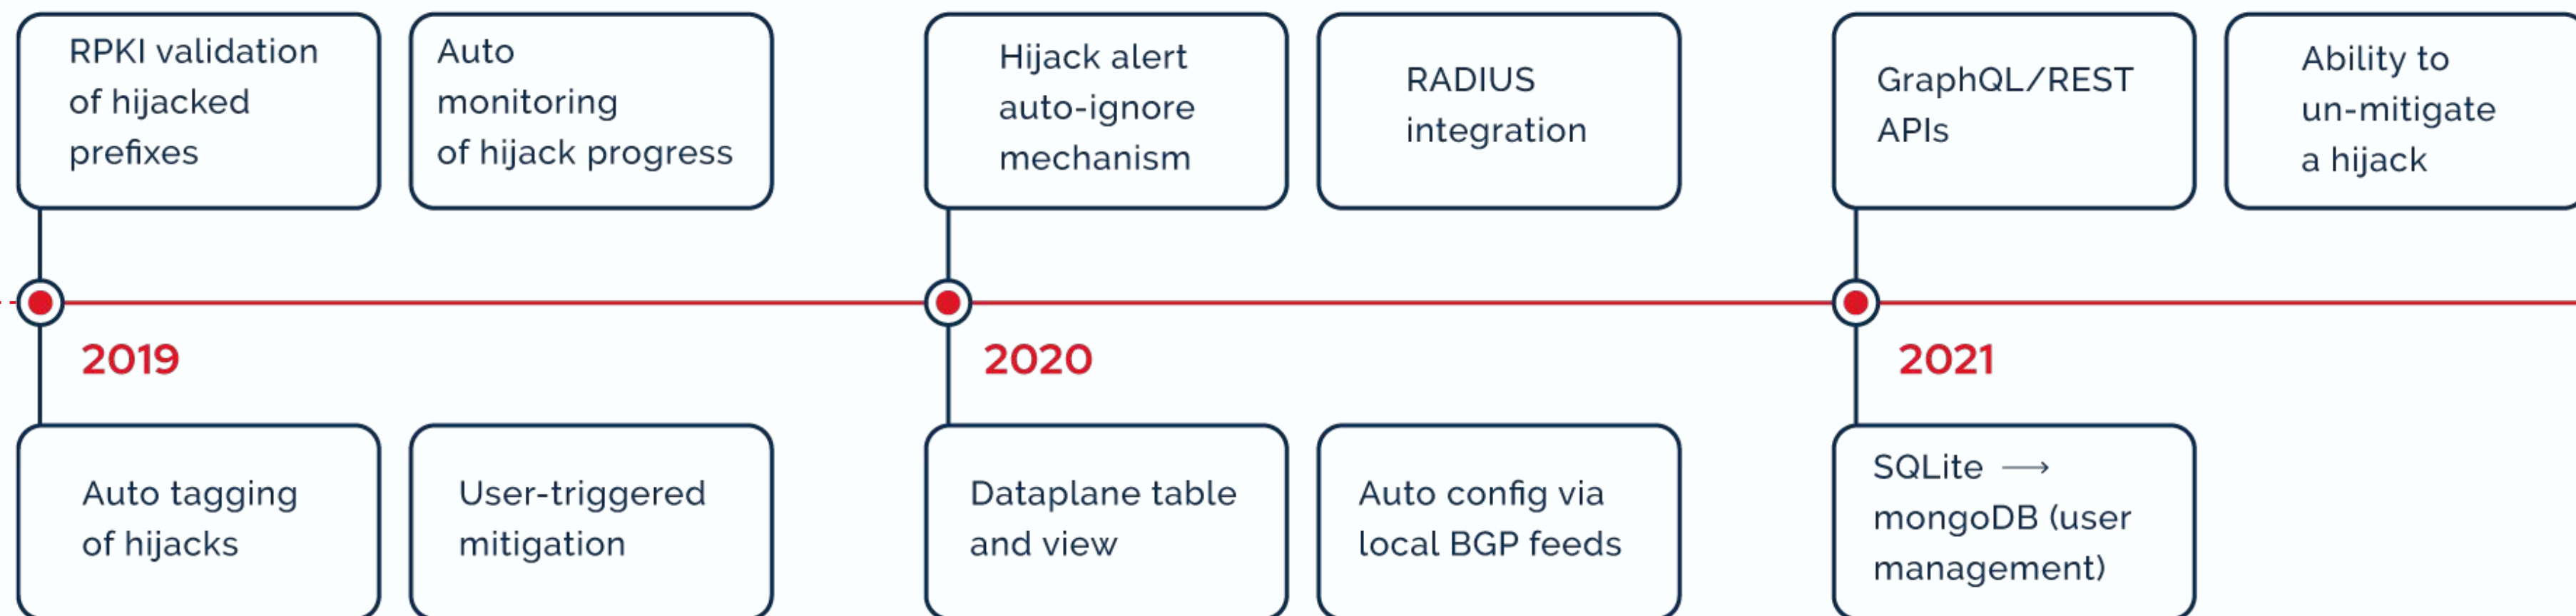 RPKI validation
of hijacked
prefixes
Auto
monitoring
of hijack progress
Hijack alert
auto-ignore
mechanism
RADIUS
integration
GraphQL/REST
APIs
Ability to
un-mitigate
a hijack
2019
2020
2021
Auto tagging
of hijacks
User-triggered
mitigation
Dataplane table
and view
Auto config via
local BGP feeds
SQLite →
mongoDB (user
management)